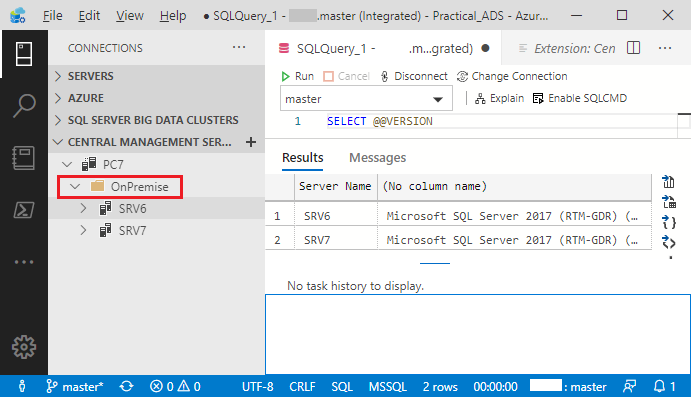 File Edit View ● SQLQuery_1 - .master (Integrated) - Practical_ADS - Azur...
CONNECTIONS ...
SERVERS
AZURE
SQL SERVER BIG DATA CLUSTERS
CENTRAL MANAGEMENT SER... +
PC7
OnPremise
SRV6
SRV7
SQLQuery_1 - .m...grated) ● Extension: Cen ...
Run Cancel Disconnect Change Connection
master Explain Enable SQLCMD
1 SELECT @@VERSION
Results Messages
Server Name (No column name)
1 SRV6 Microsoft SQL Server 2017 (RTM-GDR) (…
2 SRV7 Microsoft SQL Server 2017 (RTM-GDR) (…
No task history to display.
master* 0 0 UTF-8 CRLF SQL MSSQL 2 rows 00:00:00 : master 1